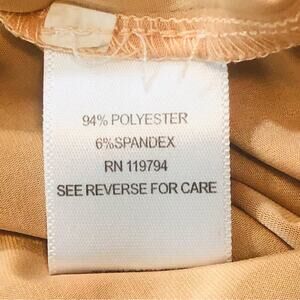 94% POLYESTER
6%SPANDEX
RN 119794
SEE REVERSE FOR CARE